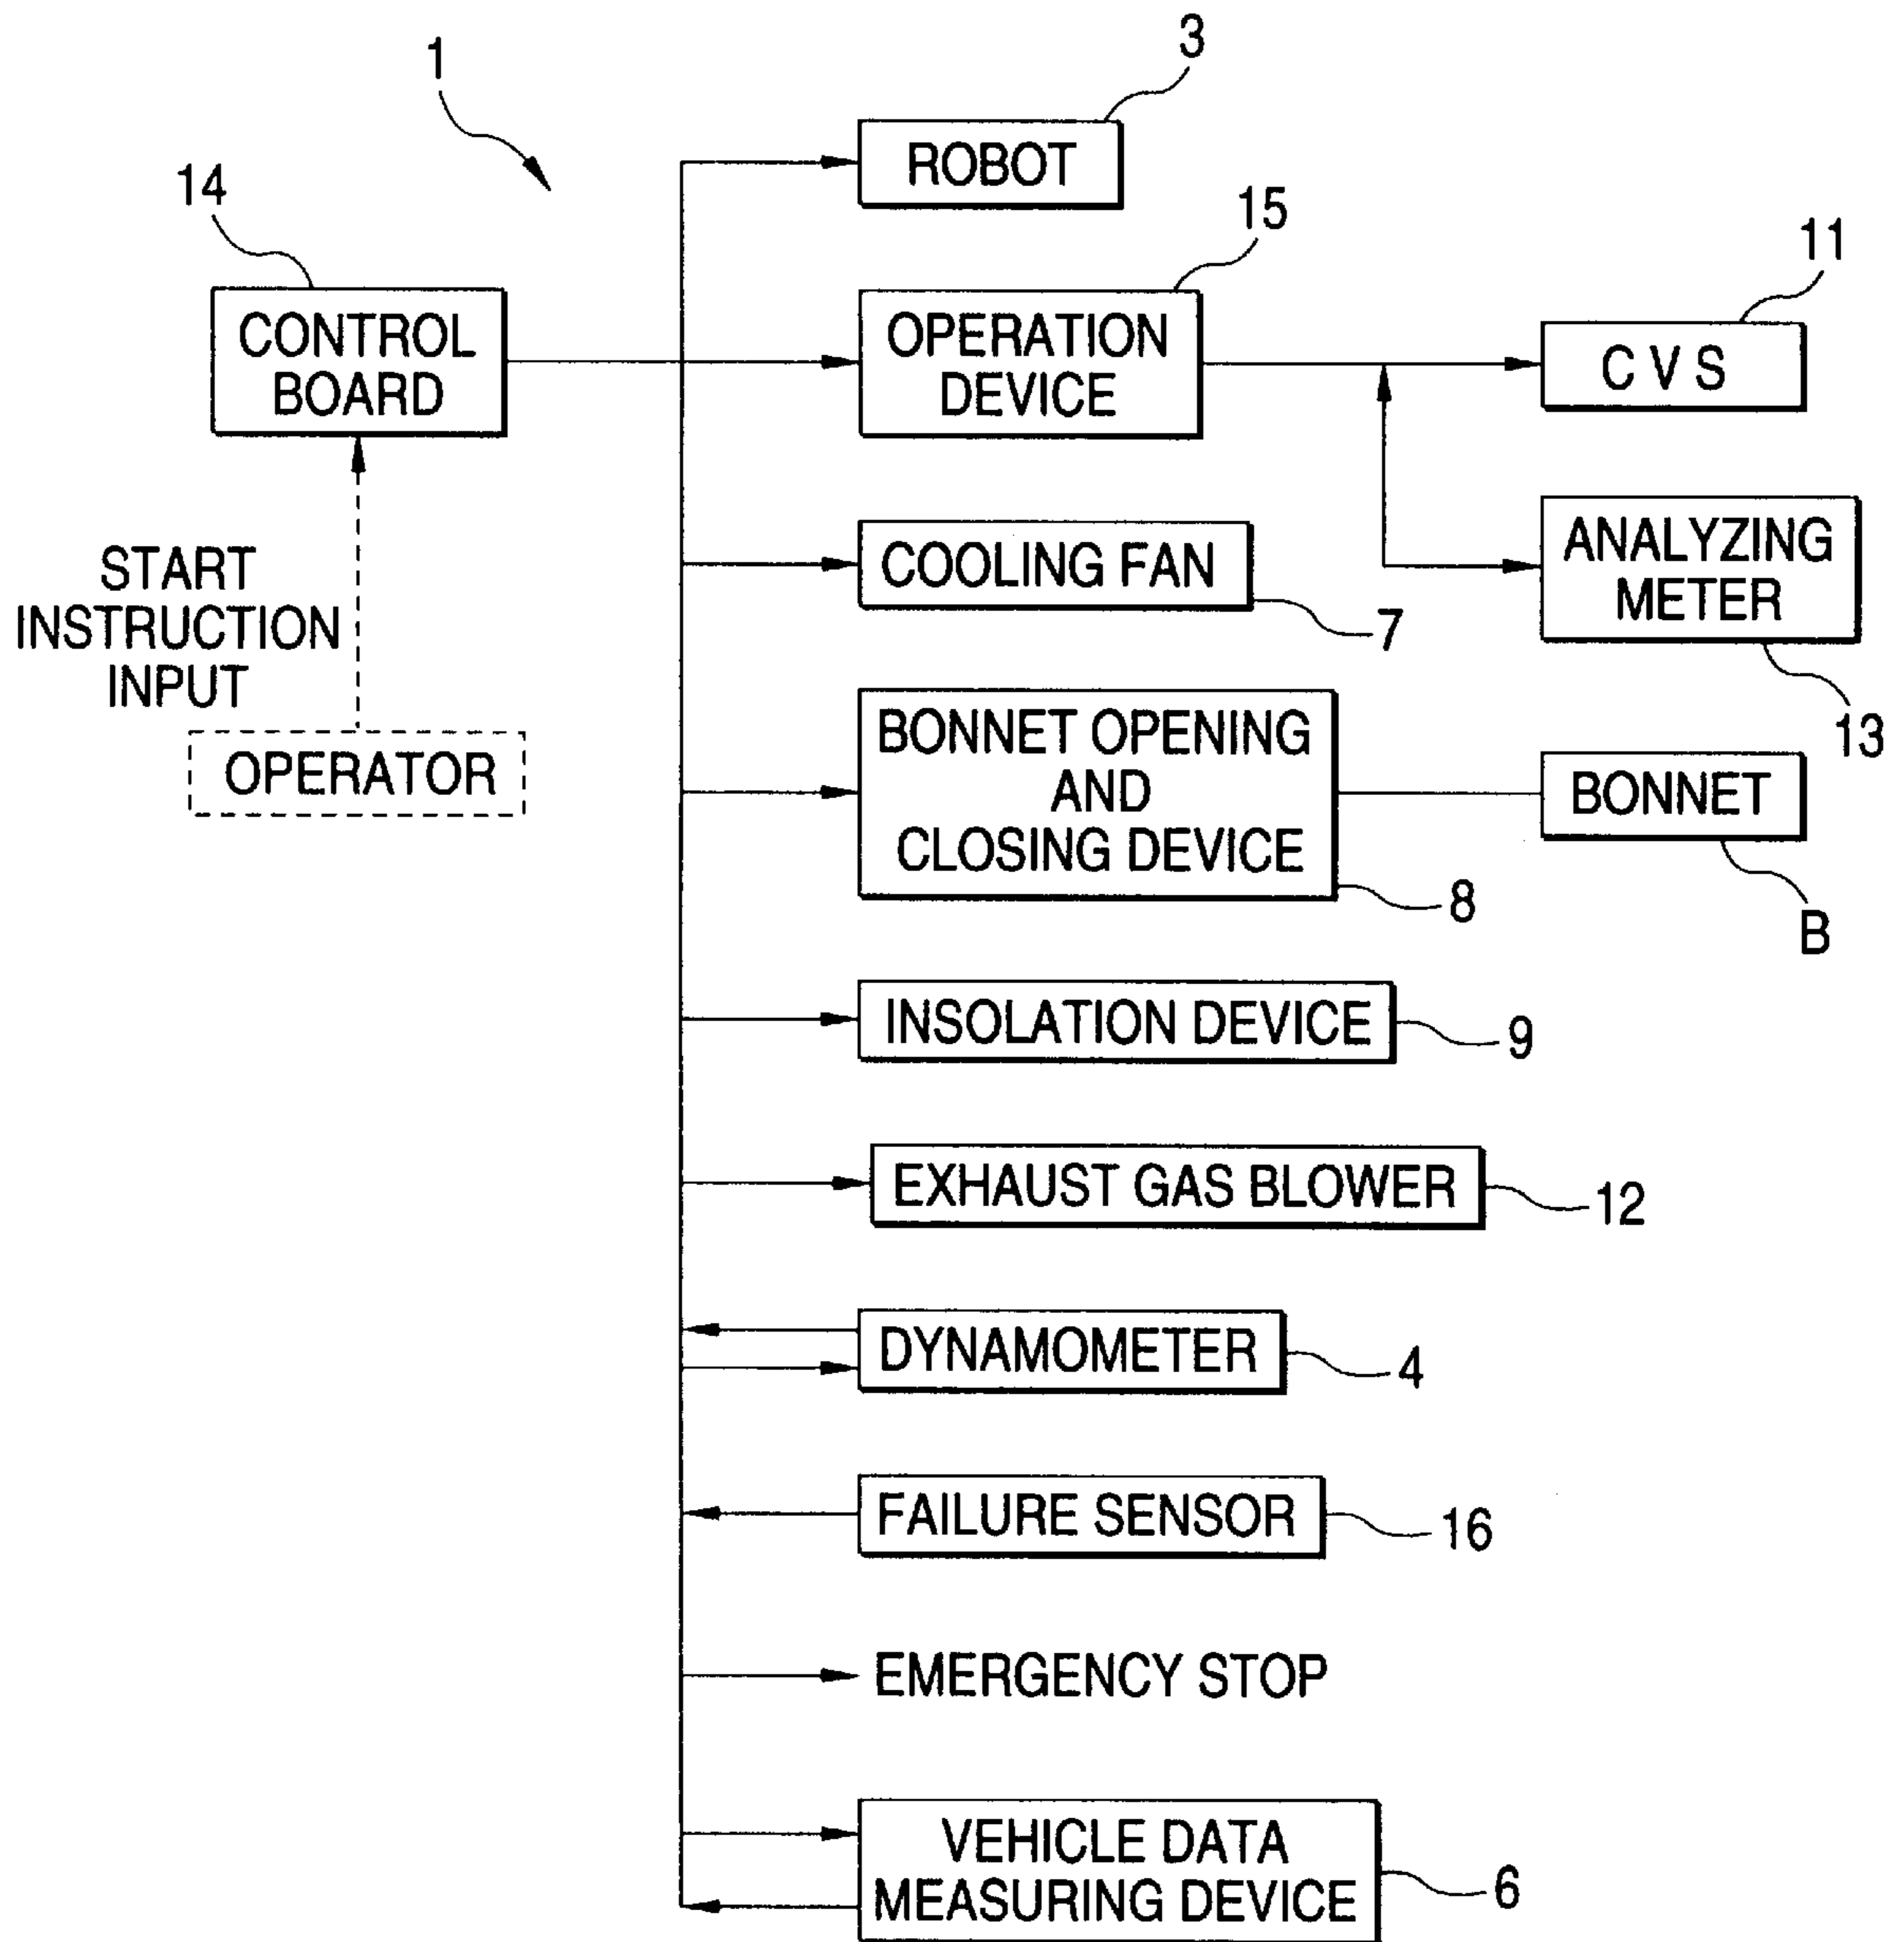 1
3
ROBOT
14
15
11
CONTROL
BOARD
OPERATION
DEVICE
C V S
START
INSTRUCTION
INPUT
COOLING FAN
7
ANALYZING
METER
13
OPERATOR
BONNET OPENING
AND
CLOSING DEVICE
8
BONNET
B
INSOLATION DEVICE
9
EXHAUST GAS BLOWER
12
DYNAMOMETER
4
FAILURE SENSOR
16
EMERGENCY STOP
VEHICLE DATA
MEASURING DEVICE
6